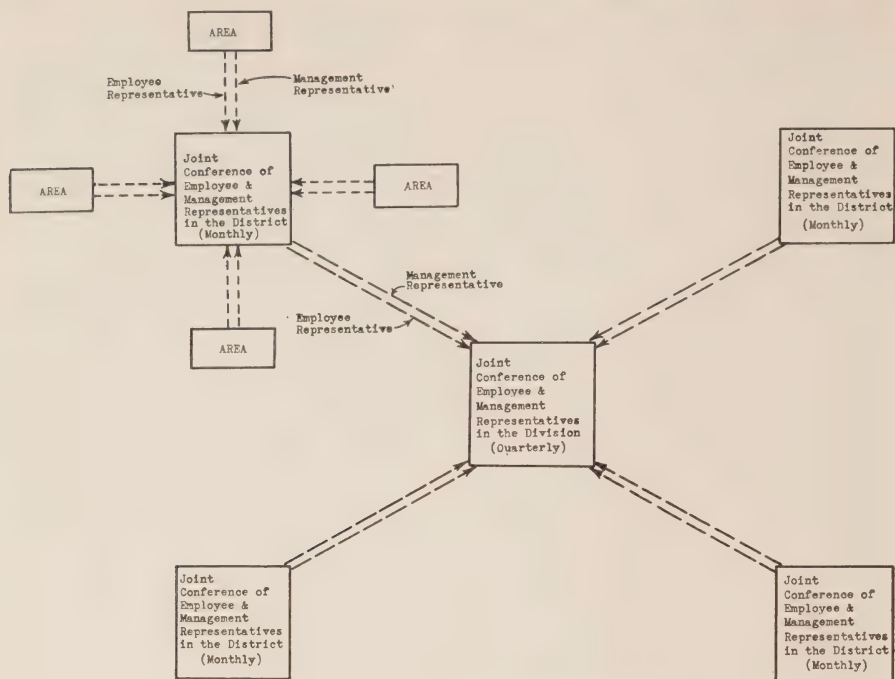 AREA
Employee
Representative
Management
Representative
Joint
Conference of
Employee &
Management
Representatives
in the District
(Monthly)
AREA
AREA
AREA
Management
Representative
Employee
Representative
Joint
Conference of
Employee &
Management
Representatives
in the District
(Monthly)
Joint
Conference of
Employee &
Management
Representatives
in the Division
(Quarterly)
Joint
Conference of
Employee &
Management
Representatives
in the District
(Monthly)
Joint
Conference of
Employee &
Management
Representatives
in the District
(Monthly)